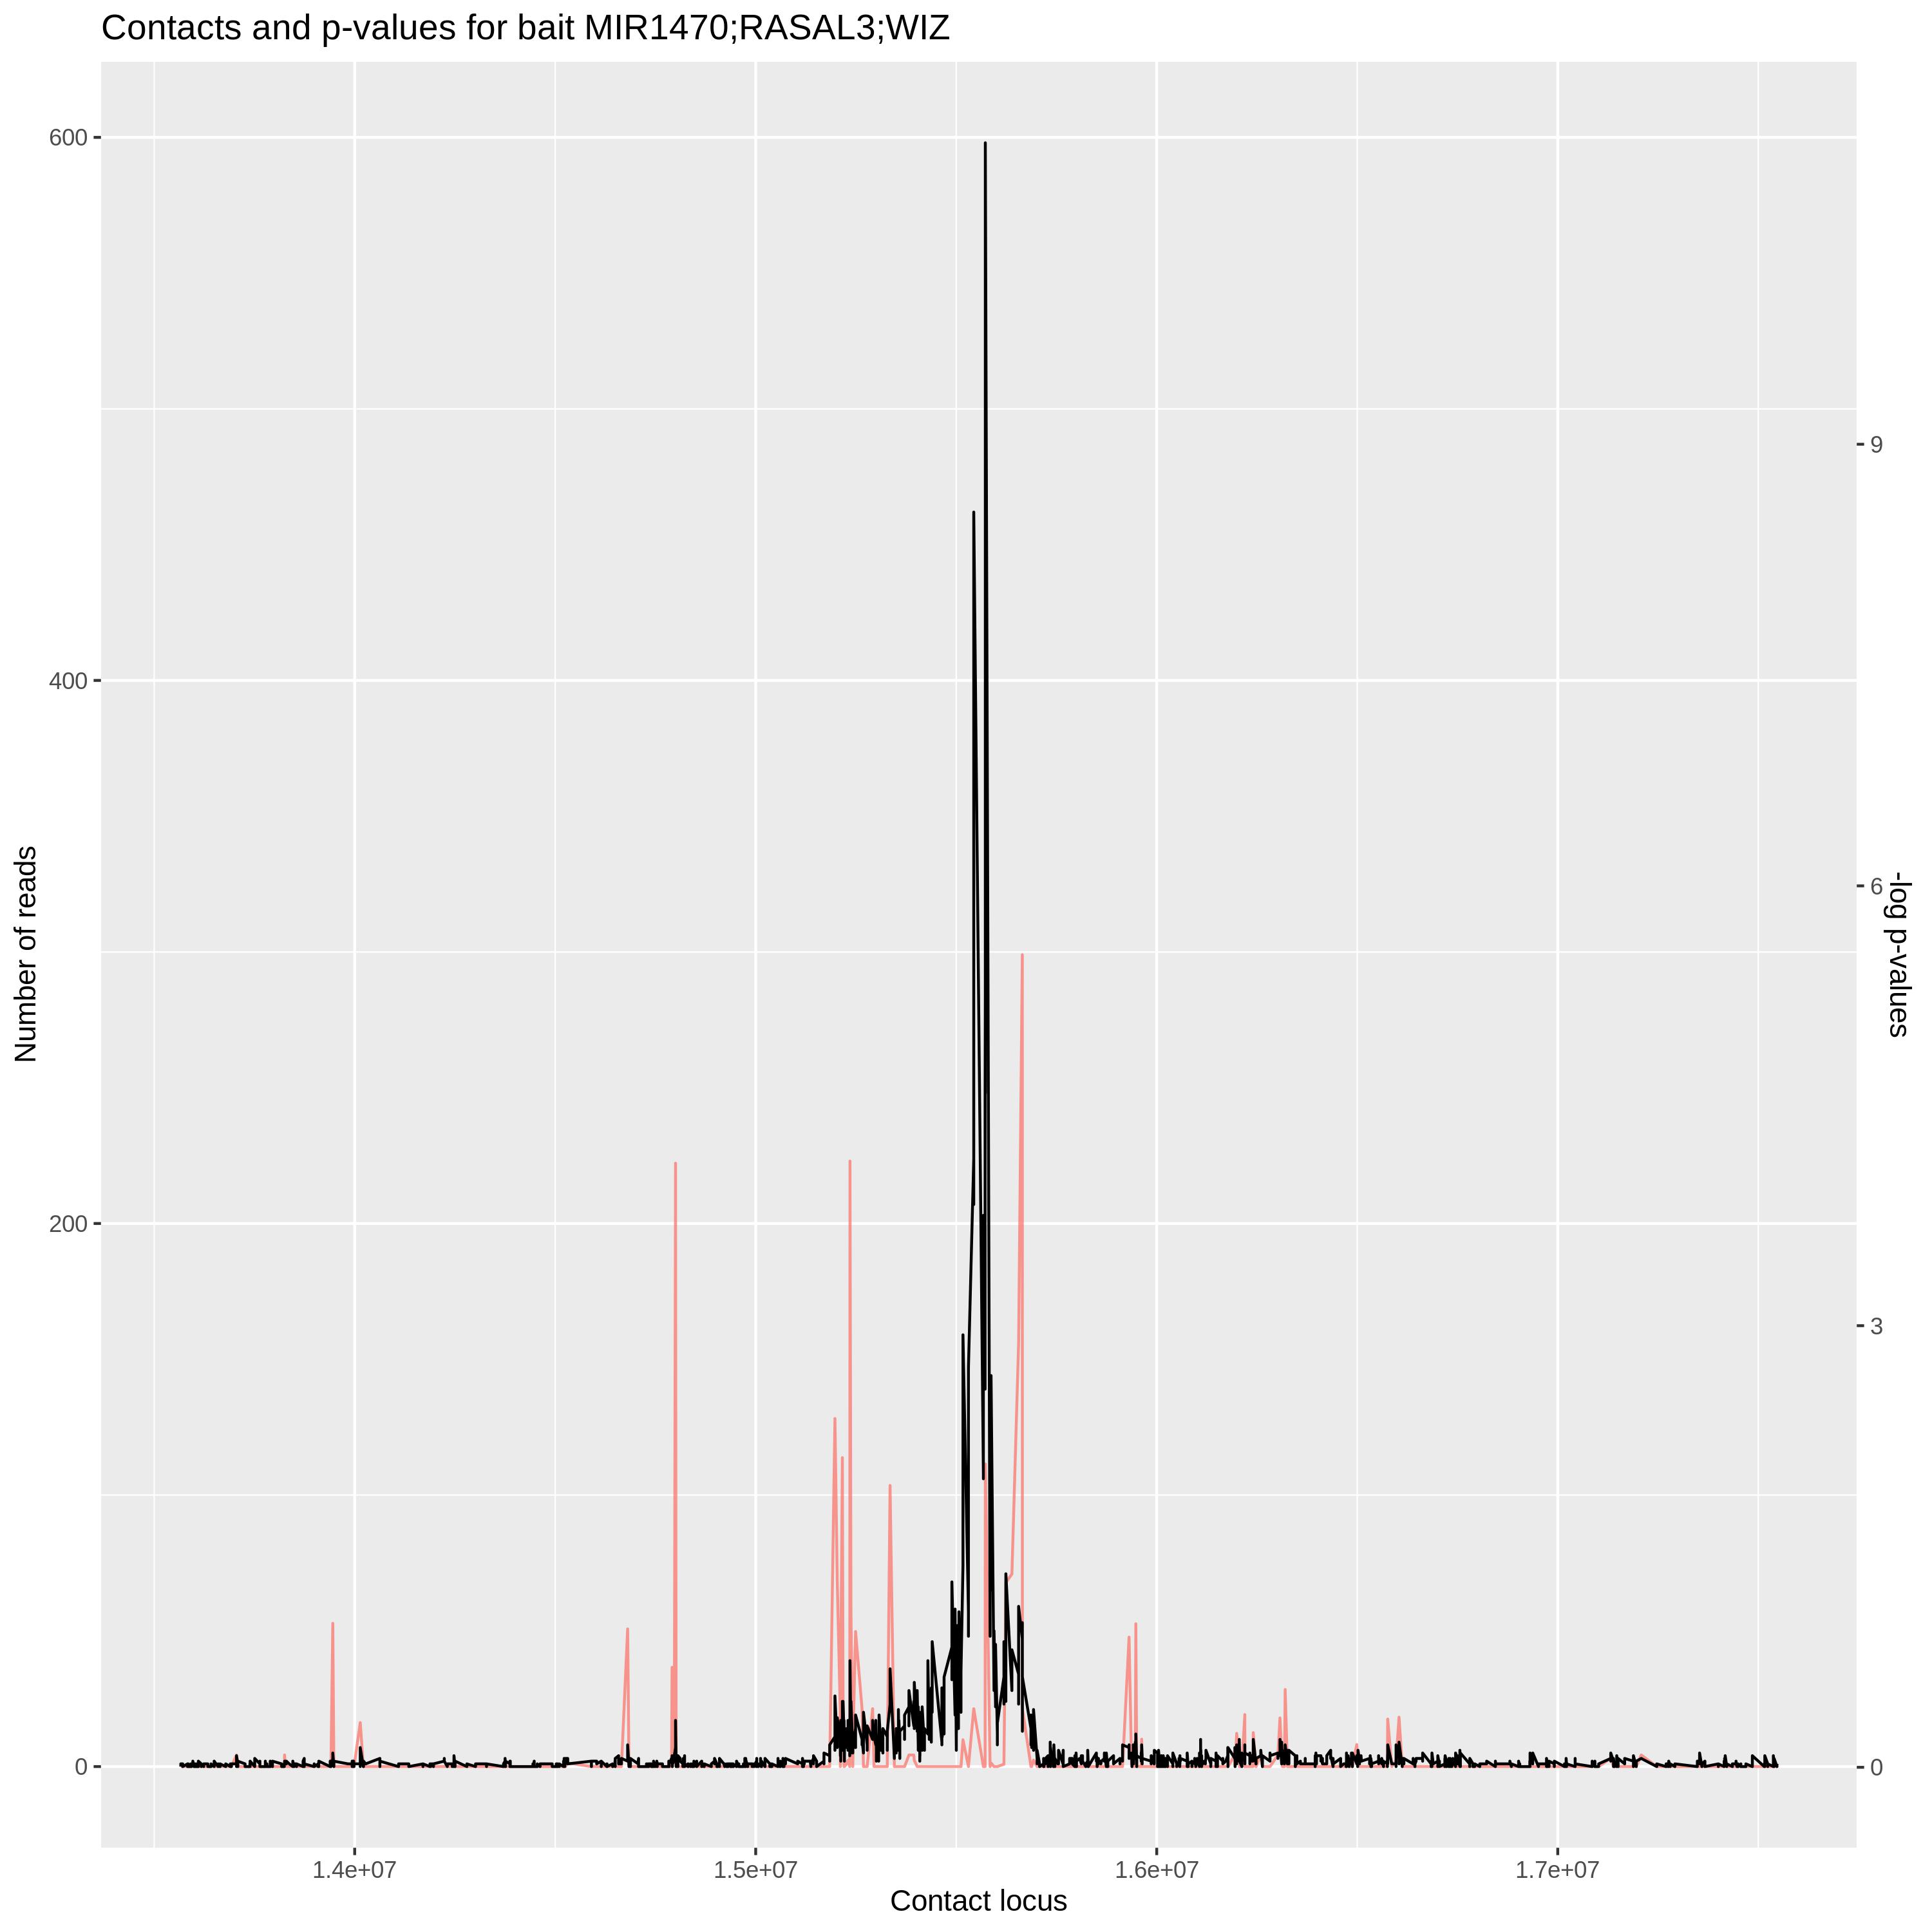 Contacts and p-values for bait MIR1470;RASAL3;WIZ
600
400
200
0
Number of reads
9
6
3
0
-log p-values
1.4e+07
1.5e+07
1.6e+07
1.7e+07
Contact locus